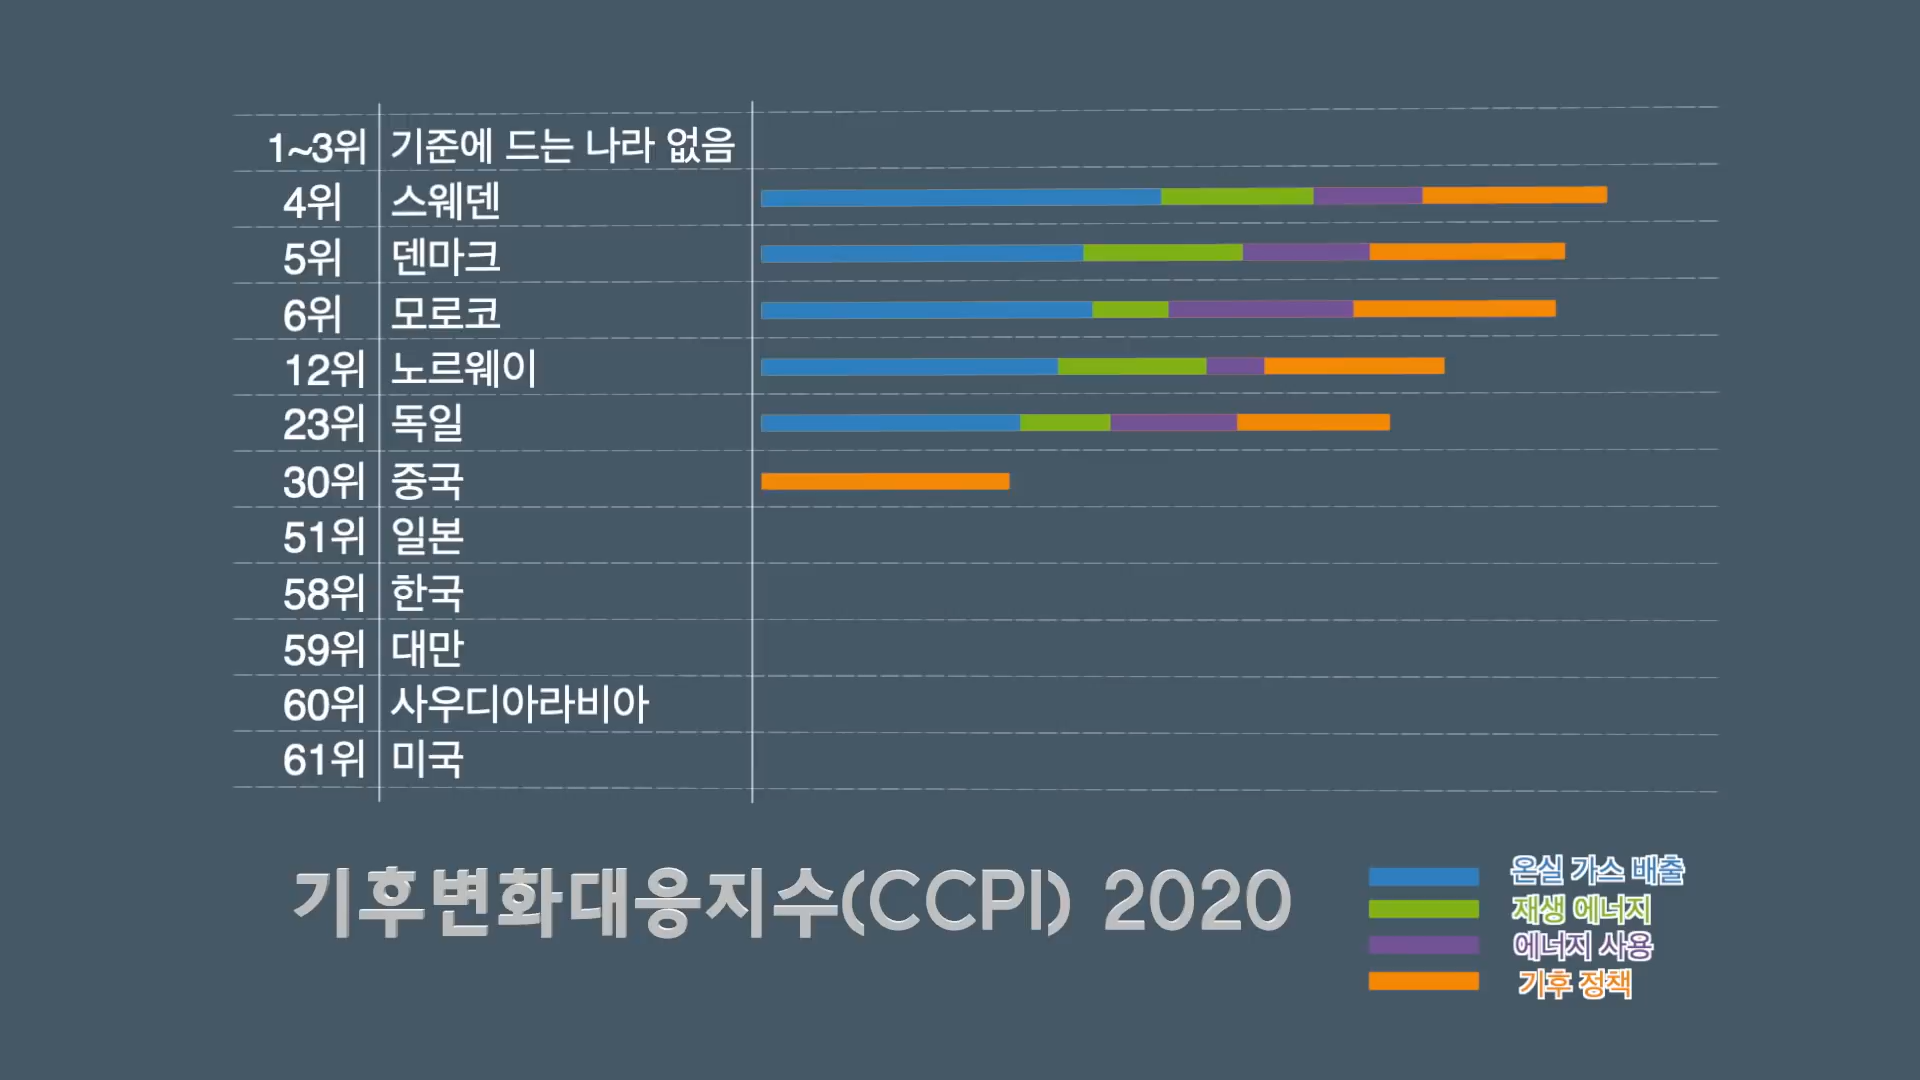 1~3위 기준에 드는 나라 없음
4위 스웨덴
5위 덴마크
6위 모로코
12위 노르웨이
23위 독일
30위 중국
51위 일본
58위 한국
59위 대만
60위 사우디아라비아
61위 미국
기후변화대응지수(CCPI) 2020
온실 가스 배출
재생 에너지
에너지 사용
기후 정책